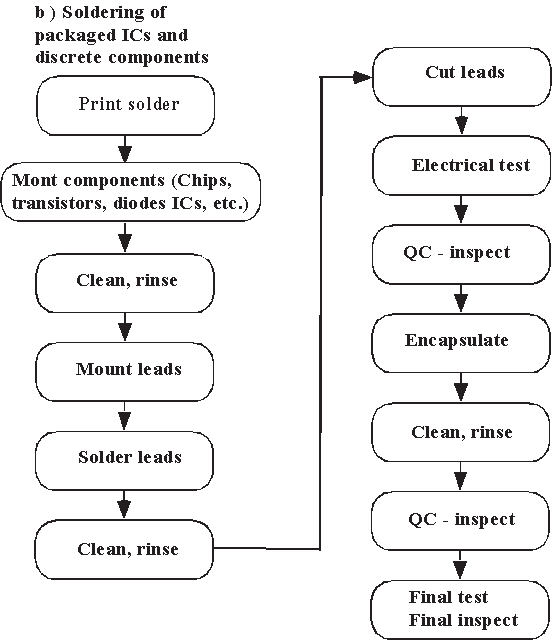 b ) Soldering of
packaged ICs and
discrete components
Print solder
Mont components (Chips,
transistors, diodes ICs, etc.)
Clean, rinse
Mount leads
Solder leads
Clean, rinse
Cut leads
Electrical test
QC - inspect
Encapsulate
Clean, rinse
QC - inspect
Final test
Final inspect